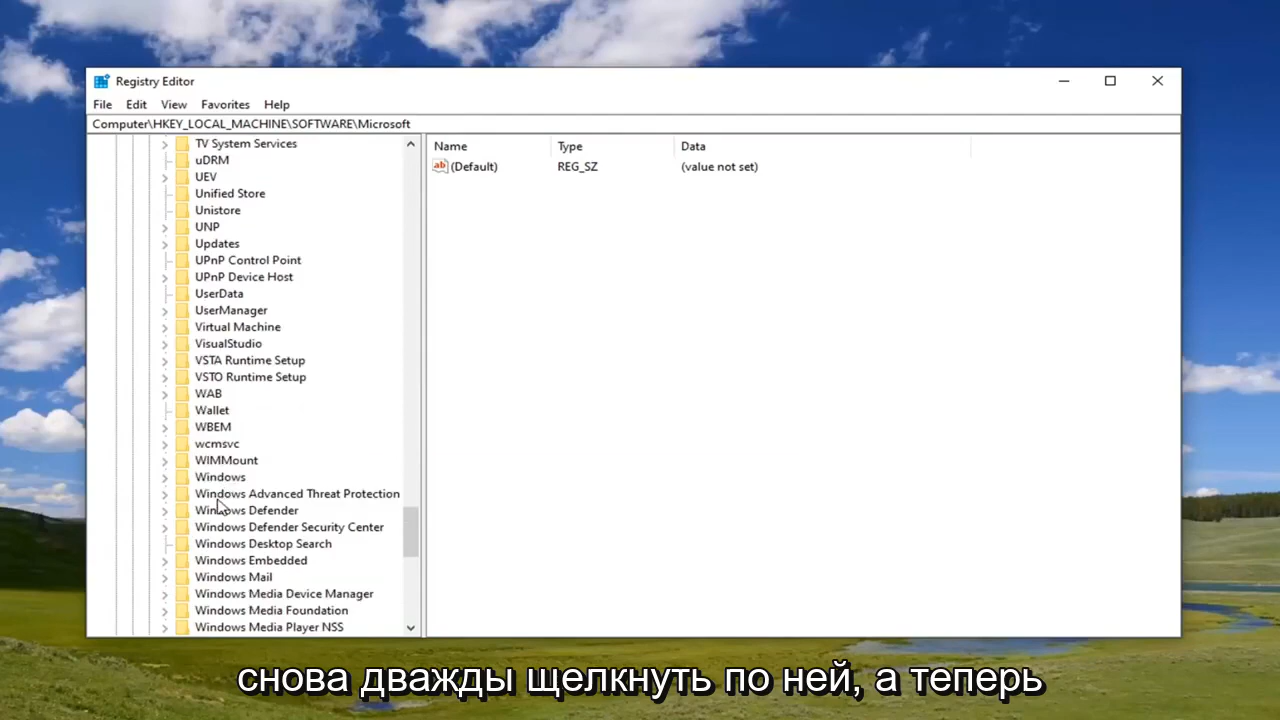 Registry Editor
File Edit View Favorites Help
Computer\HKEY_LOCAL_MACHINE\SOFTWARE\Microsoft
TV System Services
uDRM
UEV
Unified Store
Unistore
UNP
Updates
UPnP Control Point
UPnP Device Host
UserData
UserManager
Virtual Machine
VisualStudio
VSTA Runtime Setup
VSTO Runtime Setup
WAB
Wallet
WBEM
wcmsvc
WIMMount
Windows
Windows Advanced Threat Protection
Windows Defender
Windows Defender Security Center
Windows Desktop Search
Windows Embedded
Windows Mail
Windows Media Device Manager
Windows Media Foundation
Windows Media Player NSS
Name Type Data
ab (Default) REG_SZ (value not set)
снова дважды щелкнуть по ней, а теперь